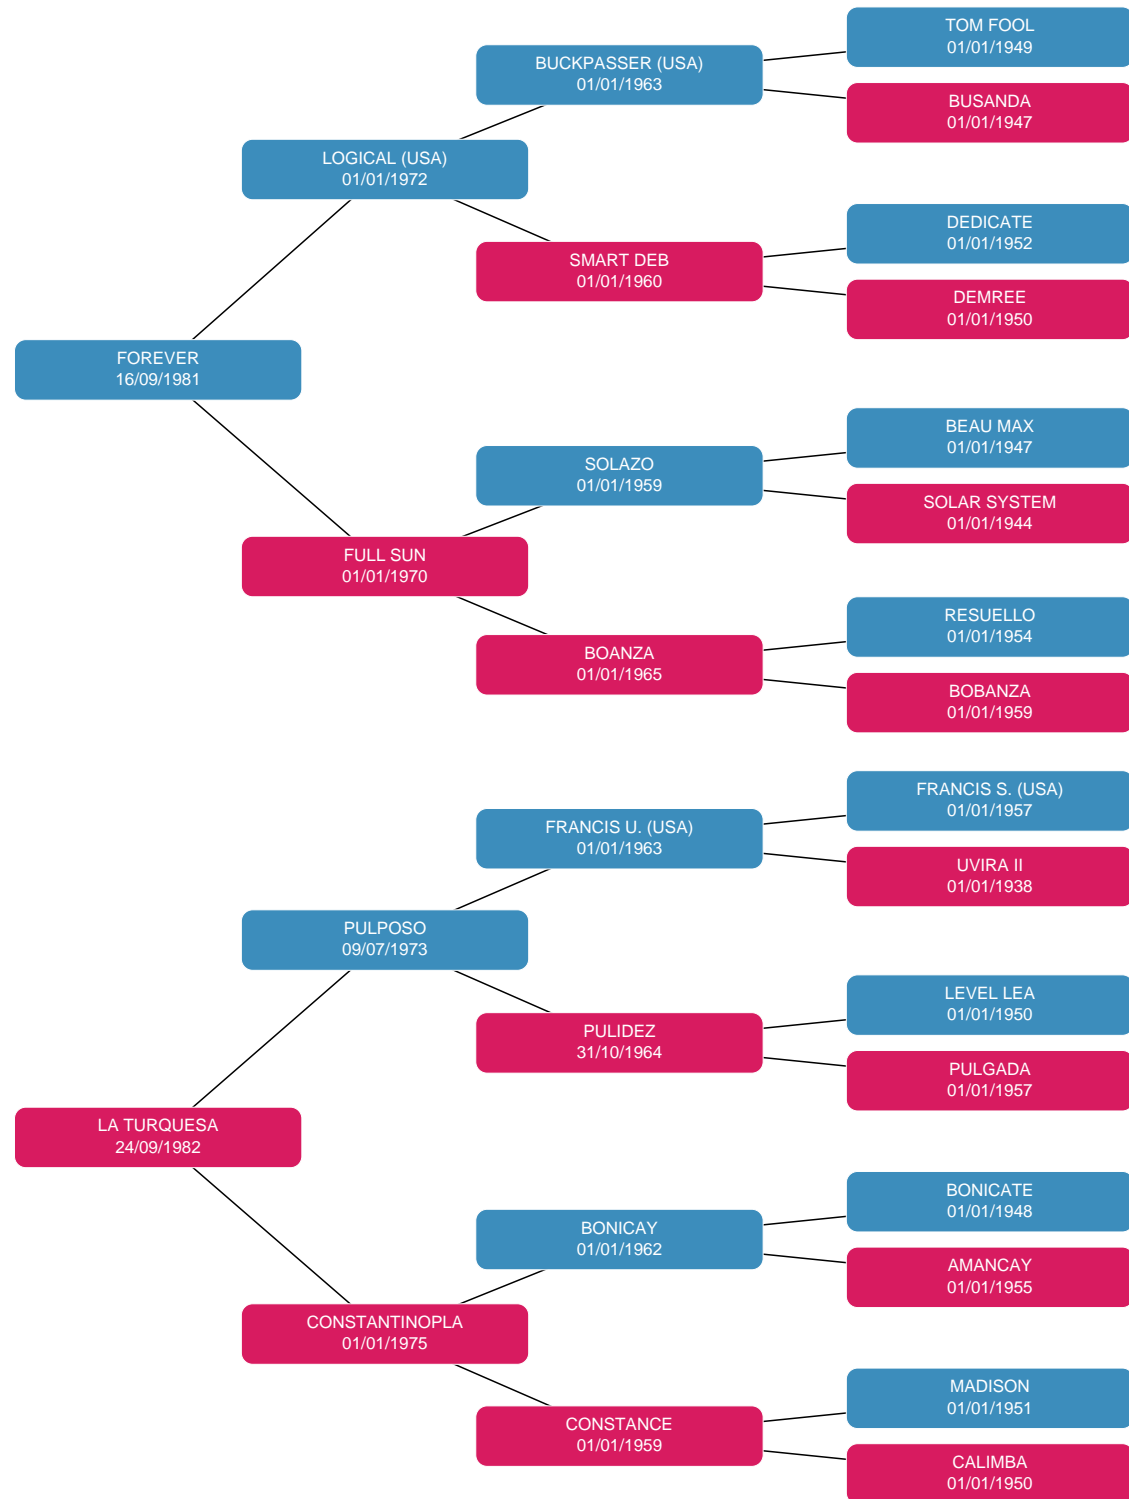 TOM FOOL
01/01/1949
BUCKPASSER (USA)
01/01/1963
BUSANDA
01/01/1947
LOGICAL (USA)
01/01/1972
DEDICATE
01/01/1952
SMART DEB
01/01/1960
DEMREE
01/01/1950
FOREVER
16/09/1981
BEAU MAX
01/01/1947
SOLAZO
01/01/1959
SOLAR SYSTEM
01/01/1944
FULL SUN
01/01/1970
RESUELLO
01/01/1954
BOANZA
01/01/1965
BOBANZA
01/01/1959
FRANCIS S. (USA)
01/01/1957
FRANCIS U. (USA)
01/01/1963
UVIRA II
01/01/1938
PULPOSO
09/07/1973
LEVEL LEA
01/01/1950
PULIDEZ
31/10/1964
PULGADA
01/01/1957
LA TURQUESA
24/09/1982
BONICATE
01/01/1948
BONICAY
01/01/1962
AMANCAY
01/01/1955
CONSTANTINOPLA
01/01/1975
MADISON
01/01/1951
CONSTANCE
01/01/1959
CALIMBA
01/01/1950